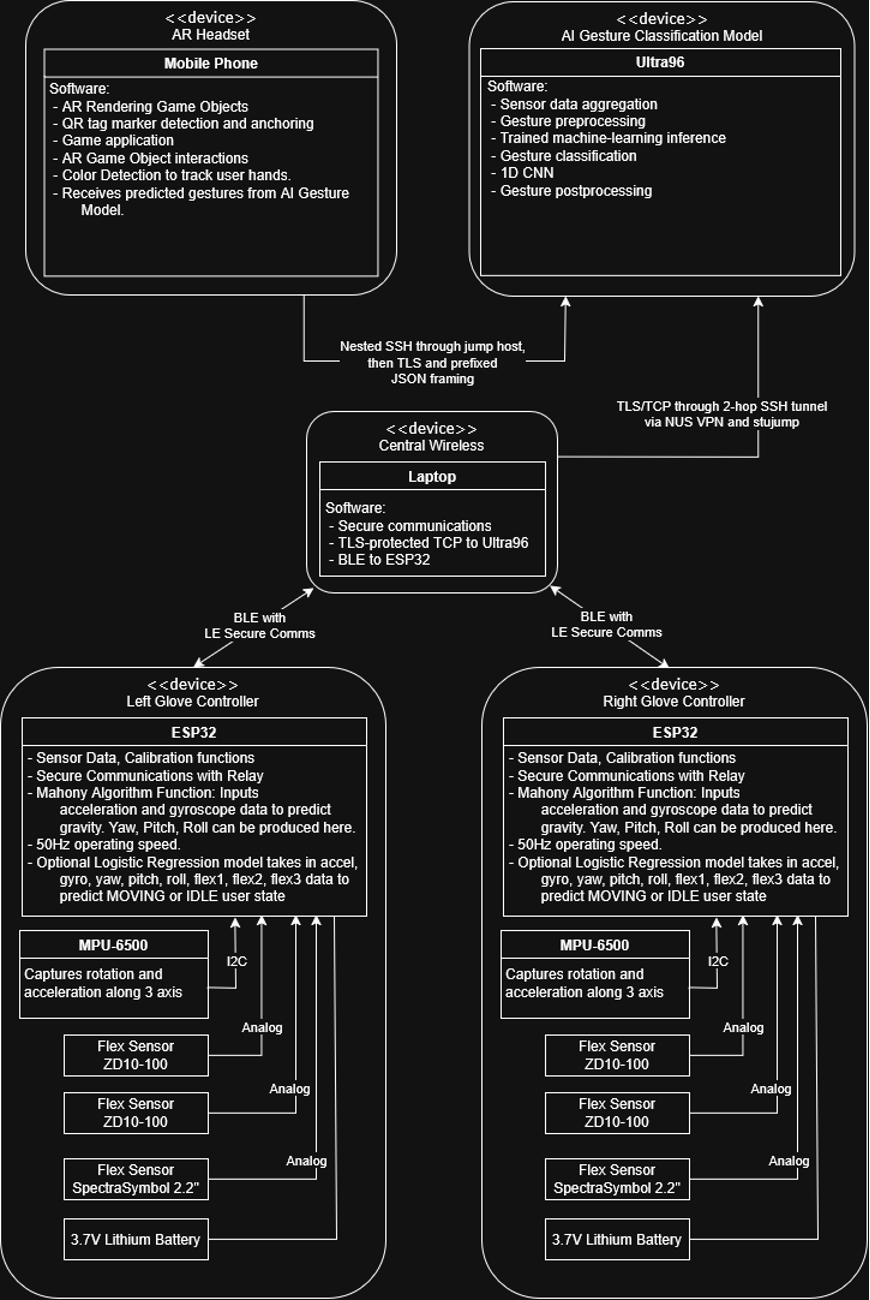 <<device>>
AR Headset
Mobile Phone
Software:
- AR Rendering Game Objects
- QR tag marker detection and anchoring
- Game application
- AR Game Object interactions
- Color Detection to track user hands.
- Receives predicted gestures from AI Gesture
Model.
<<device>>
AI Gesture Classification Model
Ultra96
Software:
- Sensor data aggregation
- Gesture preprocessing
- Trained machine-learning inference
- Gesture classification
- 1D CNN
- Gesture postprocessing
Nested SSH through jump host,
then TLS and prefixed
JSON framing
TLS/TCP through 2-hop SSH tunnel
via NUS VPN and stujump
<<device>>
Central Wireless
Laptop
Software:
- Secure communications
- TLS-protected TCP to Ultra96
- BLE to ESP32
BLE with
LE Secure Comms
BLE with
LE Secure Comms
<<device>>
Left Glove Controller
ESP32
- Sensor Data, Calibration functions
- Secure Communications with Relay
- Mahony Algorithm Function: Inputs
acceleration and gyroscope data to predict
gravity. Yaw, Pitch, Roll can be produced here.
- 50Hz operating speed.
- Optional Logistic Regression model takes in accel,
gyro, yaw, pitch, roll, flex1, flex2, flex3 data to
predict MOVING or IDLE user state
MPU-6500
Captures rotation and
acceleration along 3 axis
I2C
Analog
Flex Sensor
ZD10-100
Analog
Flex Sensor
ZD10-100
Analog
Flex Sensor
SpectraSymbol 2.2"
3.7V Lithium Battery
<<device>>
Right Glove Controller
ESP32
- Sensor Data, Calibration functions
- Secure Communications with Relay
- Mahony Algorithm Function: Inputs
acceleration and gyroscope data to predict
gravity. Yaw, Pitch, Roll can be produced here.
- 50Hz operating speed.
- Optional Logistic Regression model takes in accel,
gyro, yaw, pitch, roll, flex1, flex2, flex3 data to
predict MOVING or IDLE user state
MPU-6500
Captures rotation and
acceleration along 3 axis
I2C
Analog
Flex Sensor
ZD10-100
Analog
Flex Sensor
ZD10-100
Analog
Flex Sensor
SpectraSymbol 2.2"
3.7V Lithium Battery